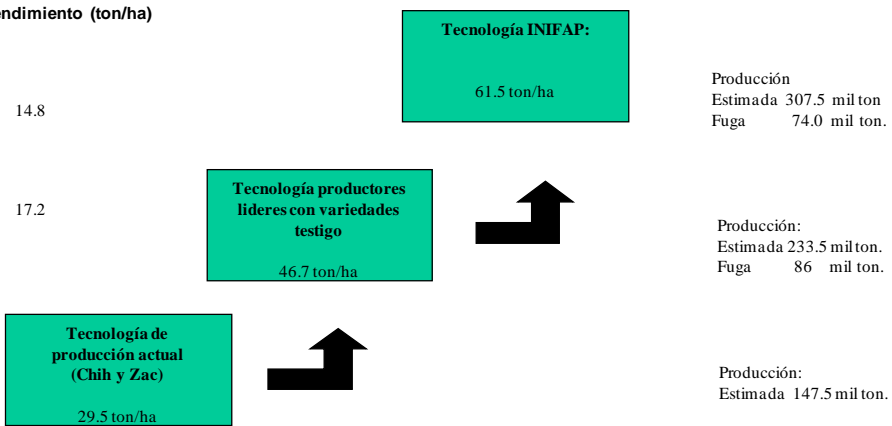 endimiento (ton/ha)
Tecnología INIFAP:
61.5 ton/ha
Producción
Estimada 307.5 mil ton
Fuga 74.0 mil ton.
14.8
Tecnología productores
lideres con variedades
testigo
46.7 ton/ha
17.2
Producción:
Estimada 233.5 mil ton.
Fuga 86 mil ton.
Tecnología de
producción actual
(Chih y Zac)
29.5 ton/ha
Producción:
Estimada 147.5 mil ton.